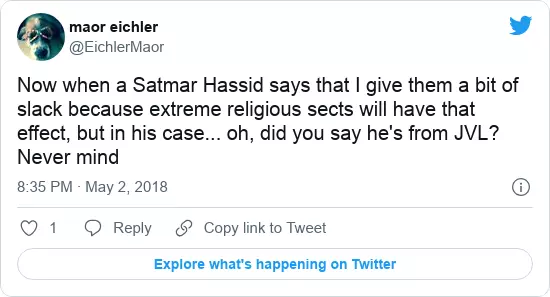 maor eichler
@EichlerMaor
Now when a Satmar Hassid says that I give them a bit of
slack because extreme religious sects will have that
effect, but in his case... oh, did you say he's from JVL?
Never mind
8:35 PM · May 2, 2018
1 Reply Copy link to Tweet
Explore what's happening on Twitter